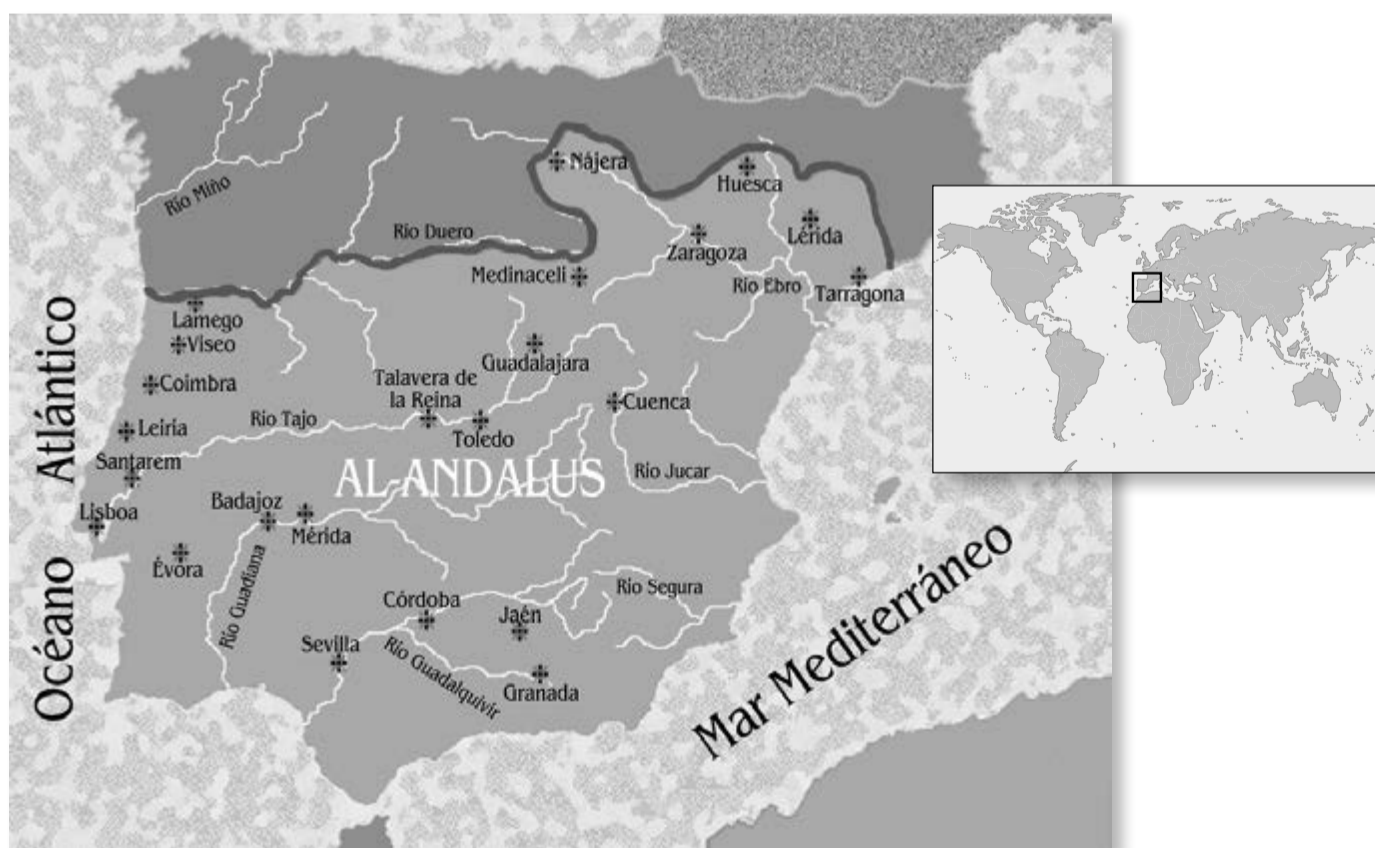 Nájera
Huesca
Río Miño
Río Duero
Lérida
Zaragoza
Medinaceli
Río Ebro
Tarragona
Lamego
Viseo
Guadalajara
Coimbra
Talavera de
la Reina
Cuenca
Río Tajo
Leiria
Toledo
Santarem
Río Jucar
AL-ANDALUS
Badajoz
Lisboa
Mérida
Évora
Río Guadiana
Río Segura
Córdoba
Jaén
Sevilla
Río Guadalquivir
Granada
Océano Atlántico
Mar Mediterráneo